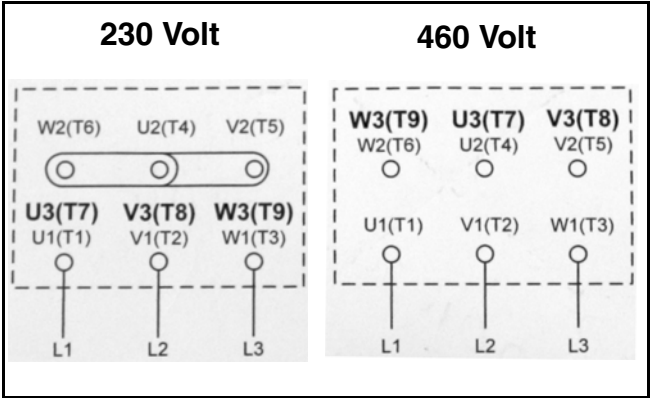 230 Volt
W2(T6) U2(T4) V2(T5)
U3(T7) V3(T8) W3(T9)
U1(T1) V1(T2) W1(T3)
L1 L2 L3
460 Volt
W3(T9) U3(T7) V3(T8)
W2(T6) U2(T4) V2(T5)
U1(T1) V1(T2) W1(T3)
L1 L2 L3